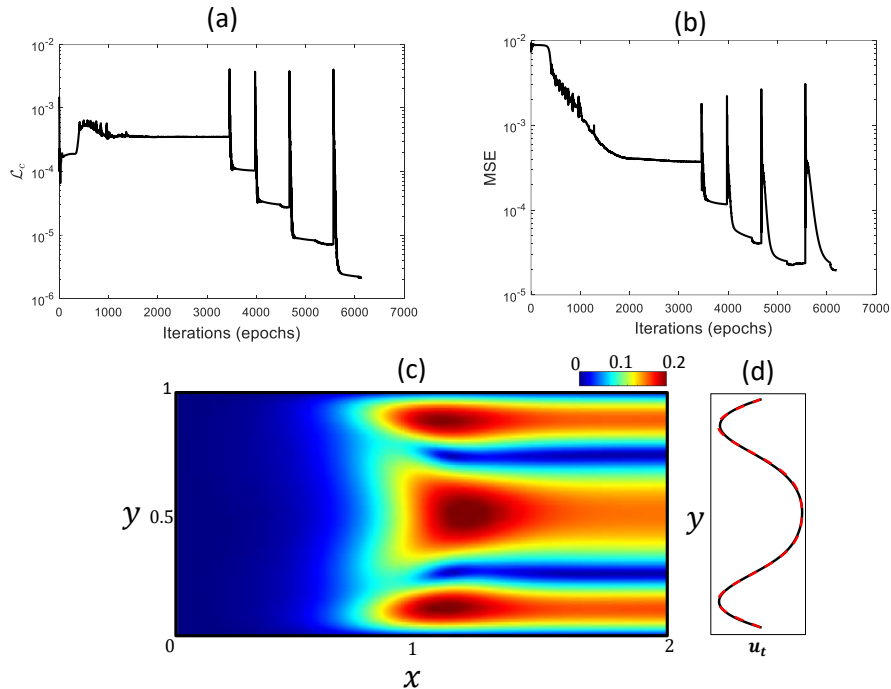 (a)
(b)
10⁻²
10⁻³
10⁻⁴
10⁻⁵
10⁻⁶
ℒc
0 1000 2000 3000 4000 5000 6000 7000
Iterations (epochs)
10⁻²
10⁻³
10⁻⁴
10⁻⁵
MSE
0 1000 2000 3000 4000 5000 6000 7000
Iterations (epochs)
(c)
0 0.1 0.2
(d)
1
y 0.5
0 1 2
x
y
uₜ